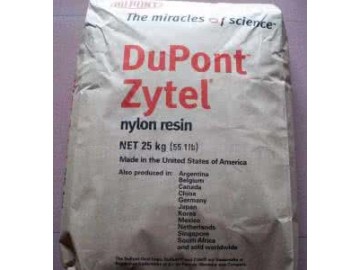 The miracles of science
DuPont
Zytel®
nylon resin
NET 25 kg (55.1 lb)
Made in the United States of America
Also produced in: Argentina
Belgium
Canada
China
Germany
Japan
Korea
Mexico
Netherlands
Singapore
South Africa
and sold worldwide